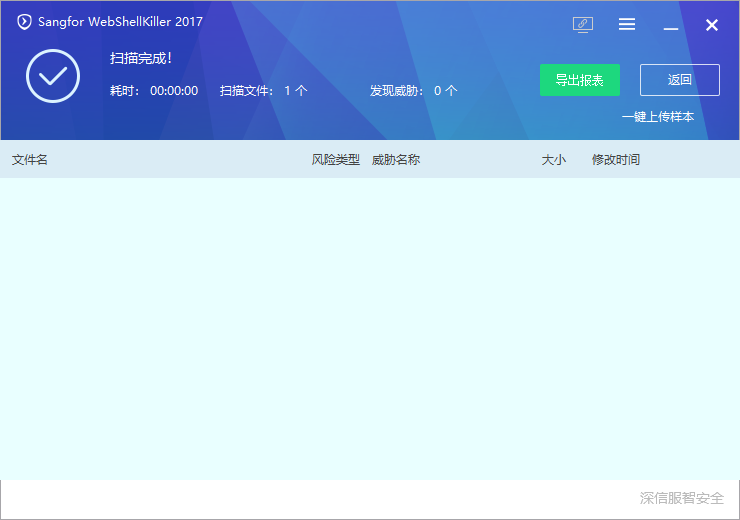 Sangfor WebShellKiller 2017
扫描完成!
耗时: 00:00:00 扫描文件: 1 个 发现威胁: 0 个
导出报表 返回
一键上传样本
文件名 风险类型 威胁名称 大小 修改时间
深信服智安全